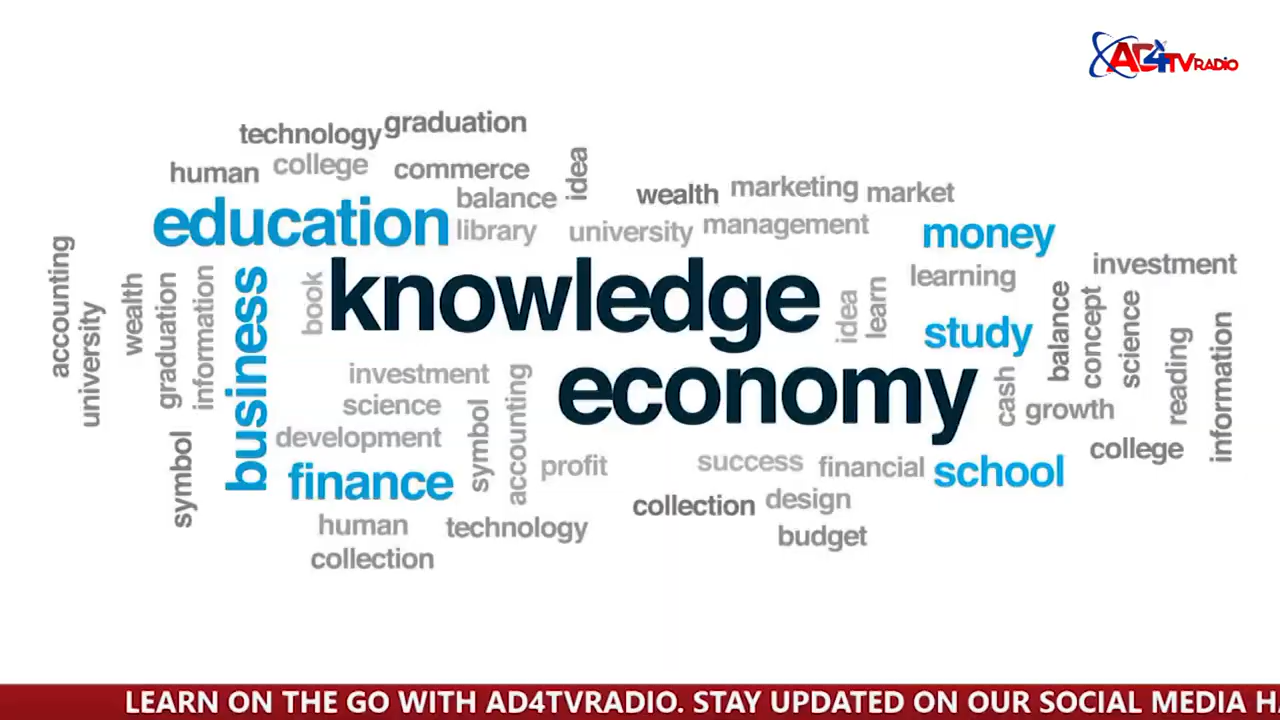 AD4TVRADIO
technology graduation
human college commerce idea
balance
wealth marketing market
education library university management money
accounting
university
wealth
graduation
information
business
book
knowledge
idea
learn
learning
investment
study
balance
concept
science
reading
information
investment
science
development
symbol
accounting
economy
cash
growth
college
symbol
finance
profit
success financial school
collection design
human technology
budget
collection
LEARN ON THE GO WITH AD4TVRADIO. STAY UPDATED ON OUR SOCIAL MEDIA HA